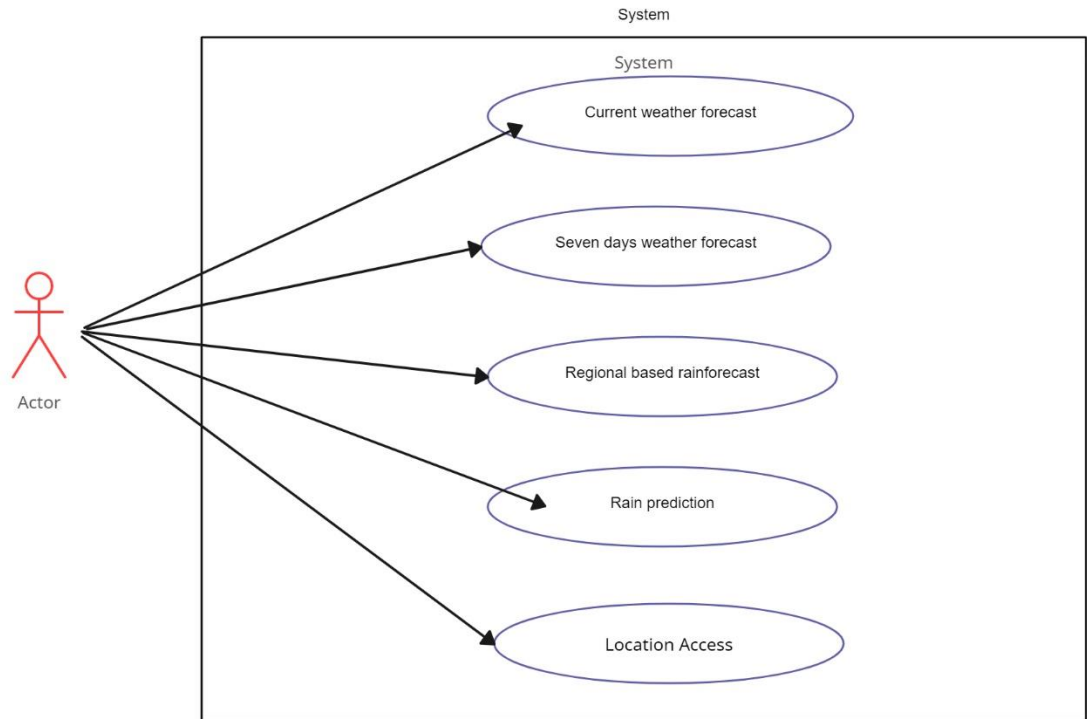 System
System
Current weather forecast
Seven days weather forecast
Actor
Regional based rainforecast
Rain prediction
Location Access